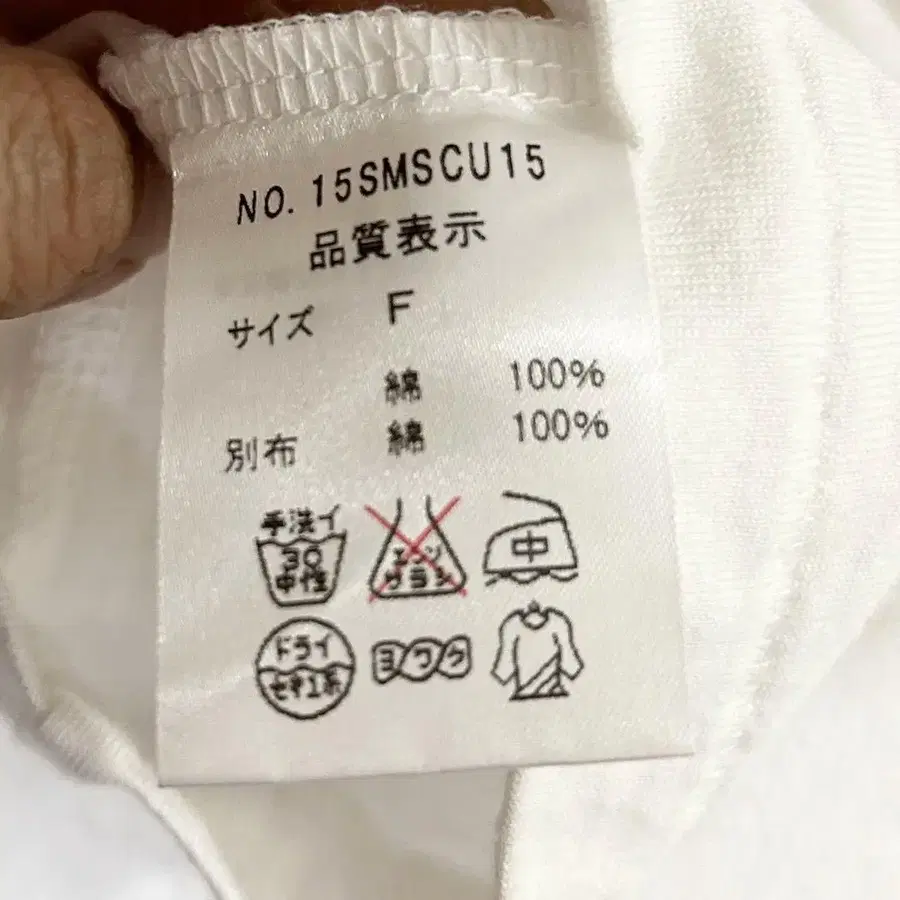 NO. 15SMSCU15
品質表示
サイズ F
綿 100%
別布 綿 100%
手洗イ
30
中性
エンソ
サラシ
中
ドライ
セキユ系
ヨワク